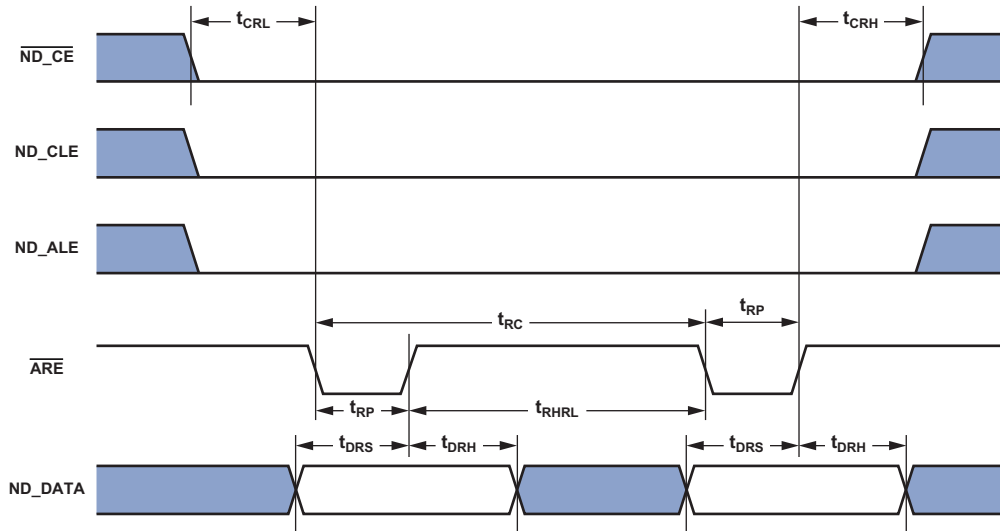 tCRL
tCRH
ND_CE
ND_CLE
ND_ALE
tRC
tRP
ARE
tRP
tRHRL
tDRS
tDRH
tDRS
tDRH
ND_DATA